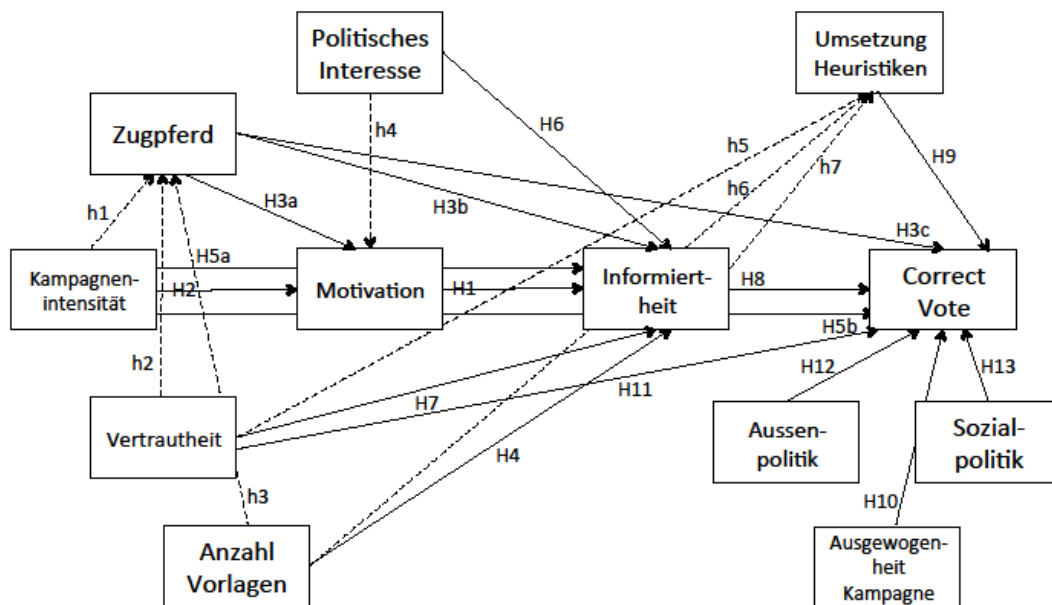 Politisches
Interesse
Umsetzung
Heuristiken
Zugpferd
h4
H6
h5
h6
h7
H9
h1
H3a
H3b
H3c
Kampagnen-
intensität
H5a
H2
Motivation
H1
Informiert-
heit
H8
H5b
Correct
Vote
h2
H7
H11
H12
H13
Vertrautheit
H4
Aussen-
politik
Sozial-
politik
h3
H10
Anzahl
Vorlagen
Ausgewogen-
heit
Kampagne